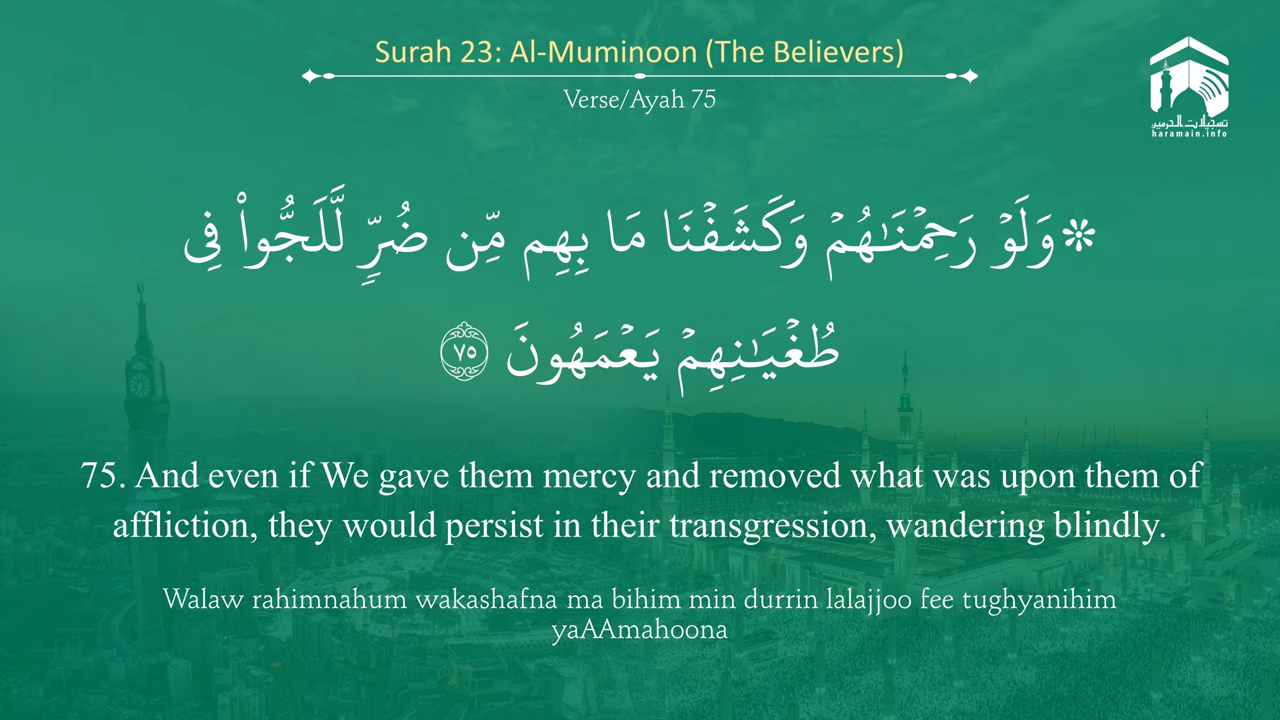 Surah 23: Al-Muminoon (The Believers)
Verse/Ayah 75
تسجيلات الحرمين
haramain.info
۞وَلَوۡ رَحِمۡنَٰهُمۡ وَكَشَفۡنَا مَا بِهِم مِّن ضُرّٖ لَّلَجُّواْ فِي
طُغۡيَٰنِهِمۡ يَعۡمَهُونَ ٧٥
75. And even if We gave them mercy and removed what was upon them of
affliction, they would persist in their transgression, wandering blindly.
Walaw rahimnahum wakashafna ma bihim min durrin lalajjoo fee tughyanihim
yaAAmahoona